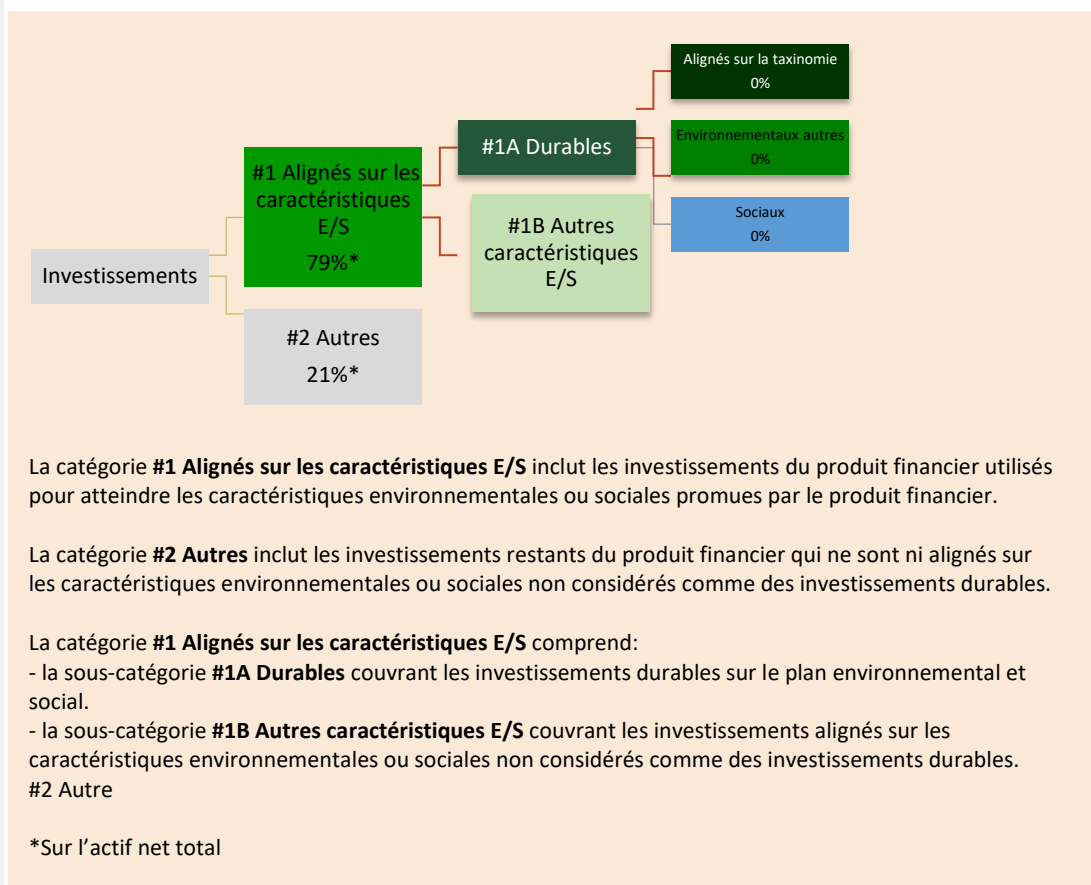 Alignés sur la taxinomie
0%
#1A Durables
Environnementaux autres
0%
#1 Alignés sur les
caractéristiques
E/S
79%*
Sociaux
0%
#1B Autres
caractéristiques
E/S
Investissements
#2 Autres
21%*
La catégorie #1 Alignés sur les caractéristiques E/S inclut les investissements du produit financier utilisés
pour atteindre les caractéristiques environnementales ou sociales promues par le produit financier.
La catégorie #2 Autres inclut les investissements restants du produit financier qui ne sont ni alignés sur
les caractéristiques environnementales ou sociales non considérés comme des investissements durables.
La catégorie #1 Alignés sur les caractéristiques E/S comprend:
- la sous-catégorie #1A Durables couvrant les investissements durables sur le plan environnemental et
social.
- la sous-catégorie #1B Autres caractéristiques E/S couvrant les investissements alignés sur les
caractéristiques environnementales ou sociales non considérés comme des investissements durables.
#2 Autre
*Sur l’actif net total